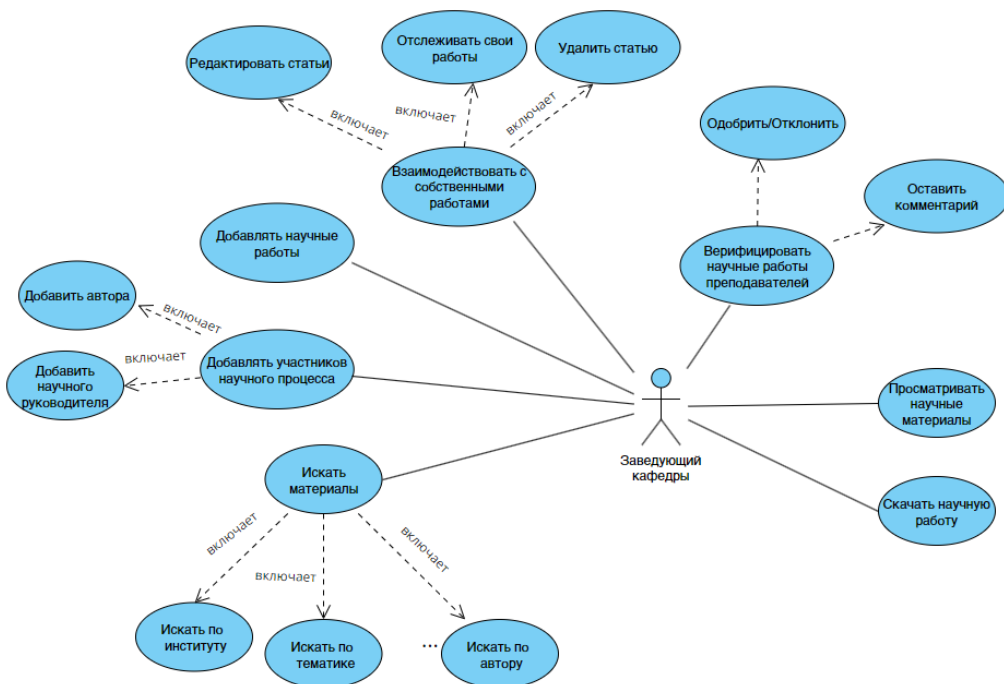 Редактировать статьи
Отслеживать свои
работы
Удалить статью
включает
включает
включает
Взаимодействовать с
собственными
работами
Одобрить/Отклонить
Оставить
комментарий
Верифицировать
научные работы
преподавателей
Добавлять научные
работы
Добавить автора
включает
включает
Добавить
научного
руководителя
Добавлять участников
научного процесса
Просматривать
научные
материалы
Заведующий
кафедры
Искать
материалы
Скачать научную
работу
включает
включает
включает
Искать по
институту
Искать по
тематике
...
Искать по
автору